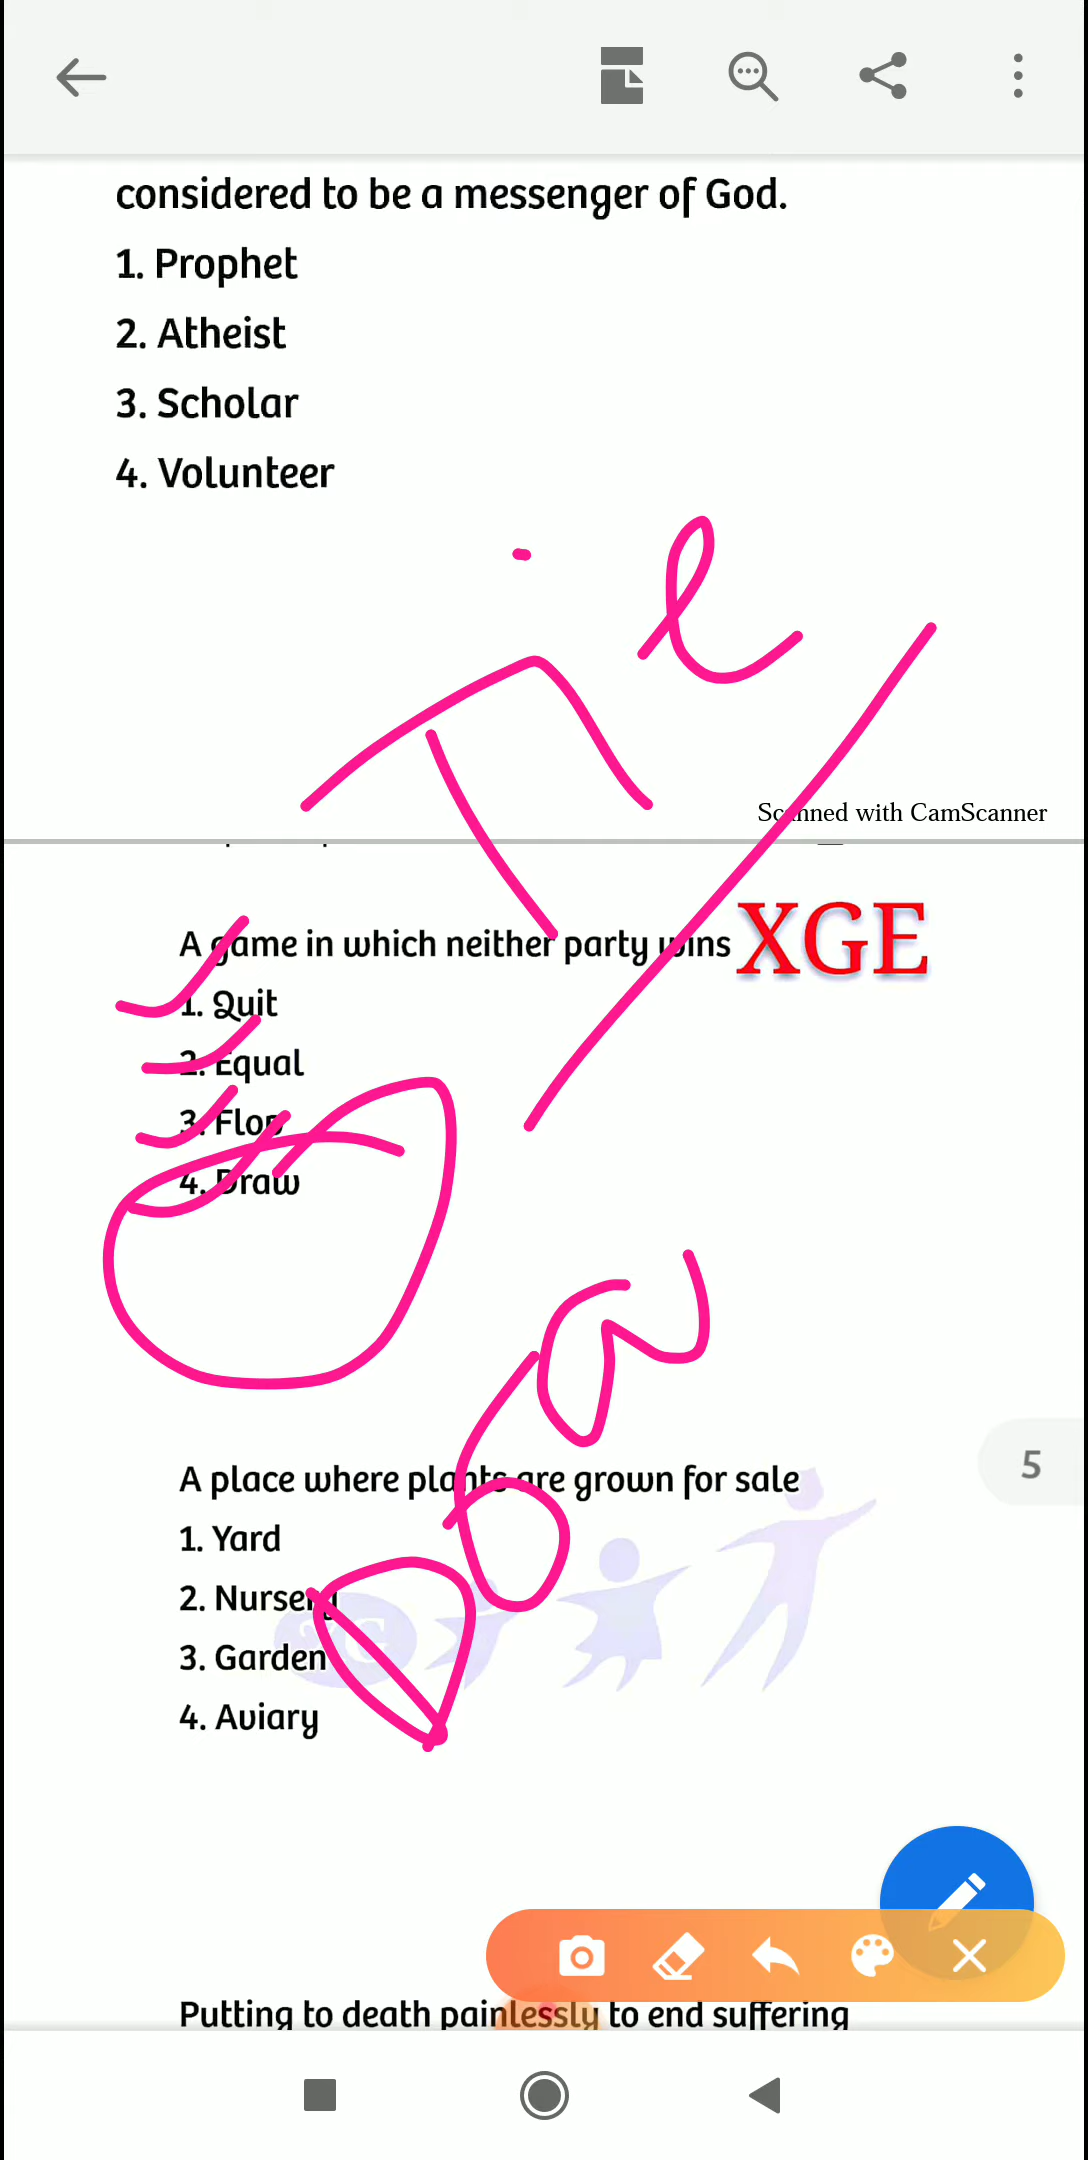 considered to be a messenger of God.
1. Prophet
2. Atheist
3. Scholar
4. Volunteer
Tie
Scanned with CamScanner
A game in which neither party wins XGE
1. Quit
2. Equal
3. Flop
4. Draw
A place where plants are grown for sale
5
1. Yard
2. Nursery
3. Garden
4. Aviary
Putting to death painlessly to end suffering